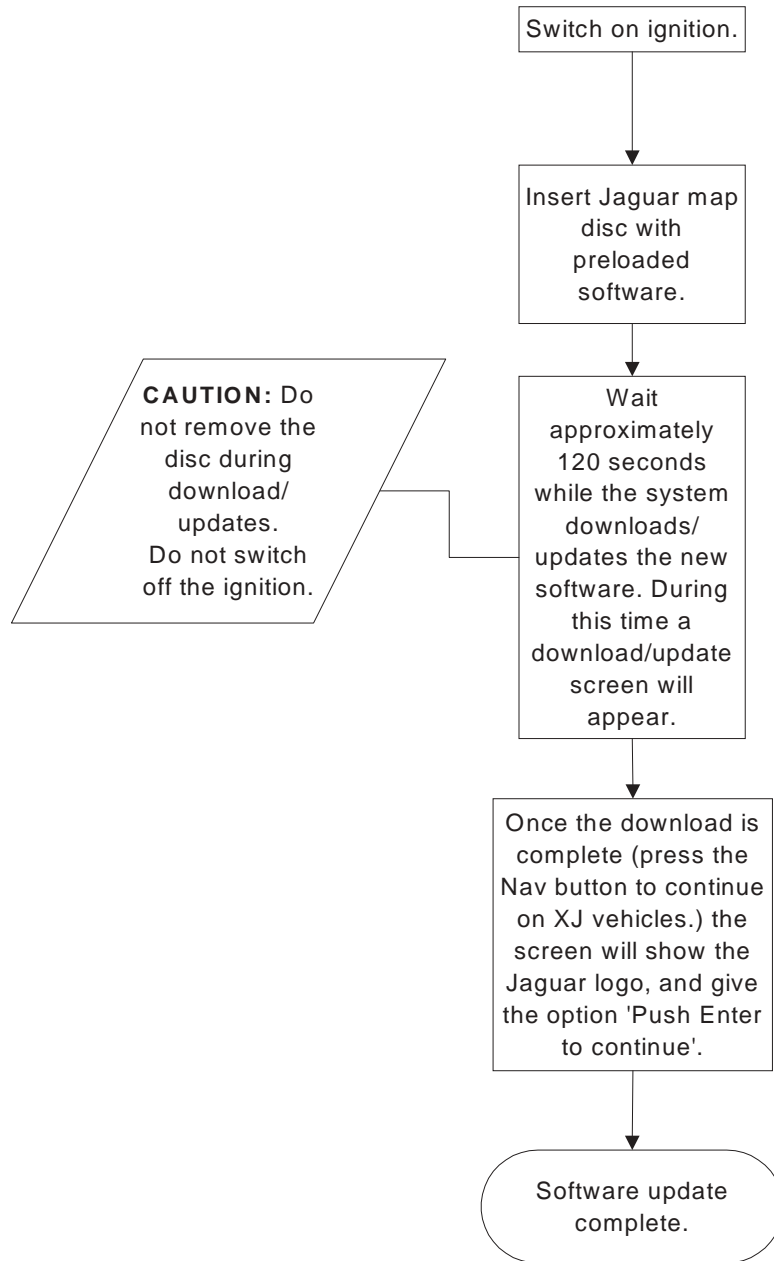 Switch on ignition.
Insert Jaguar map
disc with
preloaded
software.
CAUTION: Do
not remove the
disc during
download/
updates.
Do not switch
off the ignition.
Wait
approximately
120 seconds
while the system
downloads/
updates the new
software. During
this time a
download/update
screen will
appear.
Once the download is
complete (press the
Nav button to continue
on XJ vehicles.) the
screen will show the
Jaguar logo, and give
the option 'Push Enter
to continue'.
Software update
complete.